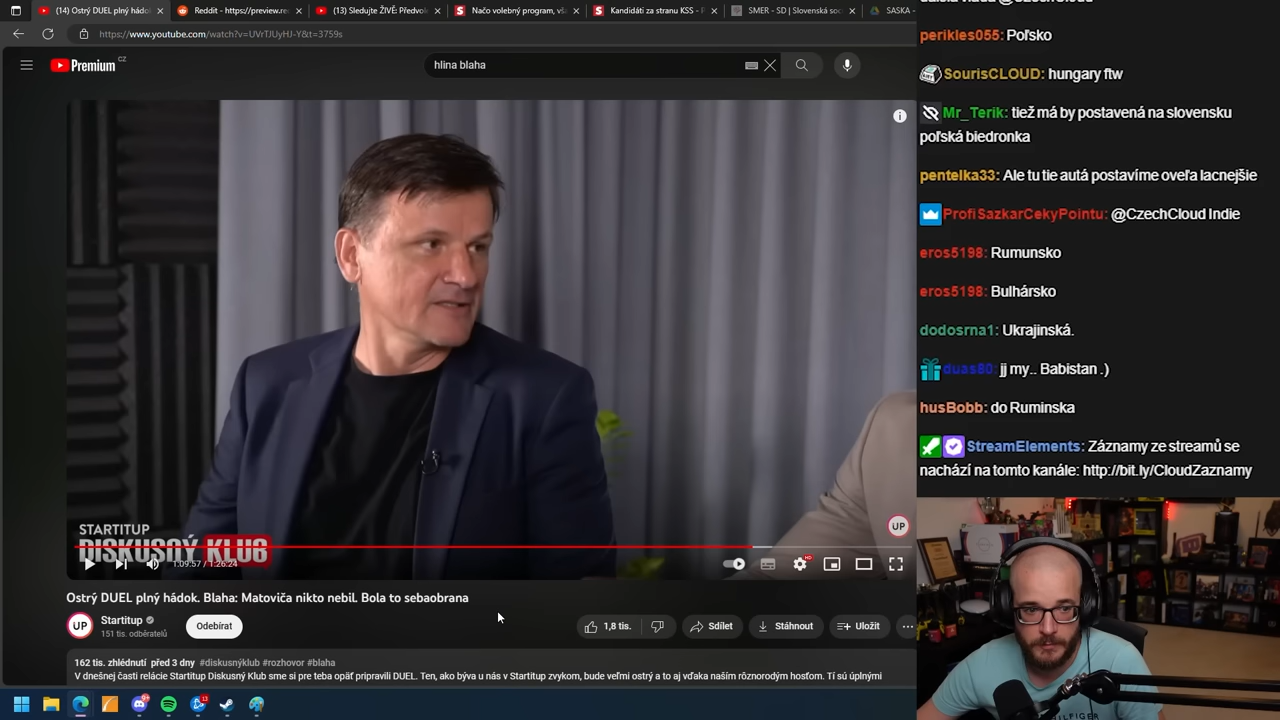 (14) Ostrý DUEL plný hádok
Reddit - https://preview.re
(13) Sledujte ŽIVĚ: Předvol
Načo volebný program, vš
Kandidáti za stranu KSS - P
SMER - SD | Slovenská soc
SASKA -
https://www.youtube.com/watch?v=UVrTJUyHJ-Y&t=3759s
Premium CZ
hlina blaha
STARTITUP
DISKUSNÝ KLUB
UP
1:09:57 / 1:26:24
HD
Ostrý DUEL plný hádok. Blaha: Matoviča nikto nebil. Bola to sebaobrana
UP
Startitup
151 tis. odběratelů
Odebírat
1,8 tis.
Sdílet
Stáhnout
Uložit
162 tis. zhlédnutí před 3 dny #diskusnýklub #rozhovor #blaha
V dnešnej časti relácie Startitup Diskusný Klub sme si pre teba opäť pripravili DUEL. Ten, ako býva u nás v Startitup zvykom, bude veľmi ostrý a to aj vďaka naším rôznorodým hosťom. Tí sú úplnými
perikles055: Poľsko
SourisCLOUD: hungary ftw
Mr_Terik: tiež má by postavená na slovensku
poľská biedronka
pentelka33: Ale tu tie autá postavíme oveľa lacnejšie
ProfiSazkarCekyPointu: @CzechCloud Indie
eros5198: Rumunsko
eros5198: Bulhársko
dodosrna1: Ukrajinská.
duas80: jj my.. Babistan .)
husBobb: do Ruminska
StreamElements: Záznamy ze streamů se
nachází na tomto kanále: http://bit.ly/CloudZaznamy